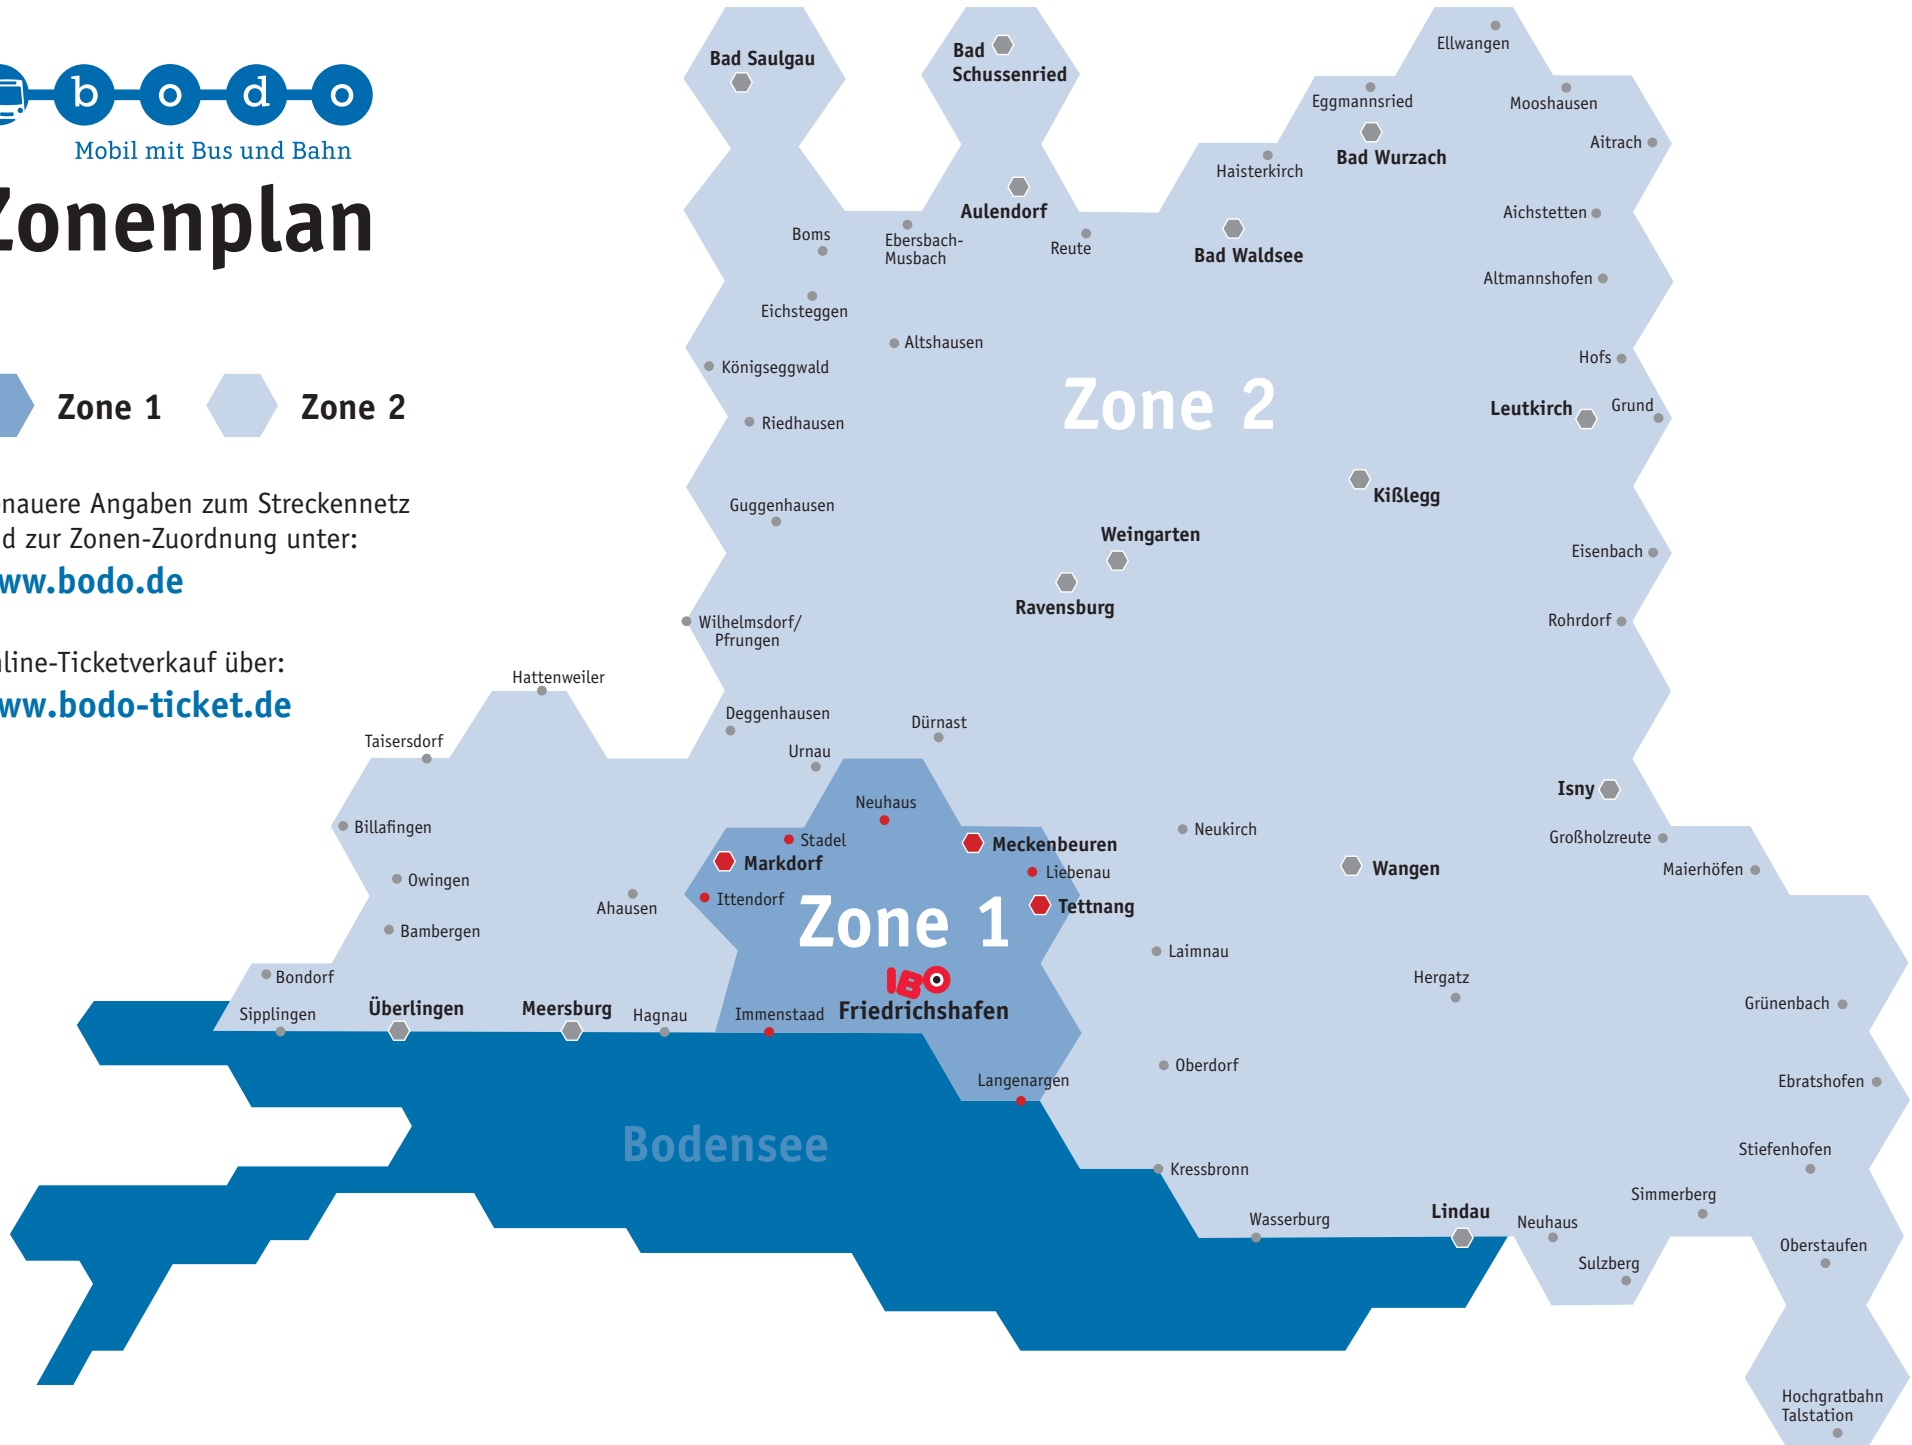 bodo
Mobil mit Bus und Bahn
Zonenplan
Zone 1
Zone 2
nauere Angaben zum Streckennetz
d zur Zonen-Zuordnung unter:
ww.bodo.de
line-Ticketverkauf über:
ww.bodo-ticket.de
Bad Saulgau
Bad
Schussenried
Ellwangen
Eggmannsried
Mooshausen
Bad Wurzach
Aitrach
Haisterkirch
Aulendorf
Aichstetten
Boms
Ebersbach-
Musbach
Reute
Bad Waldsee
Altmannshofen
Eichsteggen
Altshausen
Hofs
Königseggwald
Zone 2
Leutkirch
Grund
Riedhausen
Kißlegg
Guggenhausen
Weingarten
Eisenbach
Ravensburg
Wilhelmsdorf/
Pfrungen
Rohrdorf
Hattenweiler
Deggenhausen
Dürnast
Taisersdorf
Urnau
Isny
Neuhaus
Billafingen
Stadel
Meckenbeuren
Neukirch
Großholzreute
Markdorf
Liebenau
Wangen
Maierhöfen
Owingen
Ahausen
Ittendorf
Zone 1
Tettnang
Bambergen
Laimnau
Bondorf
IBO
Hergatz
Sipplingen
Überlingen
Meersburg
Hagnau
Immenstaad
Friedrichshafen
Grünenbach
Oberdorf
Langenargen
Ebratshofen
Bodensee
Stiefenhofen
Kressbronn
Simmerberg
Wasserburg
Lindau
Neuhaus
Oberstaufen
Sulzberg
Hochgratbahn
Talstation